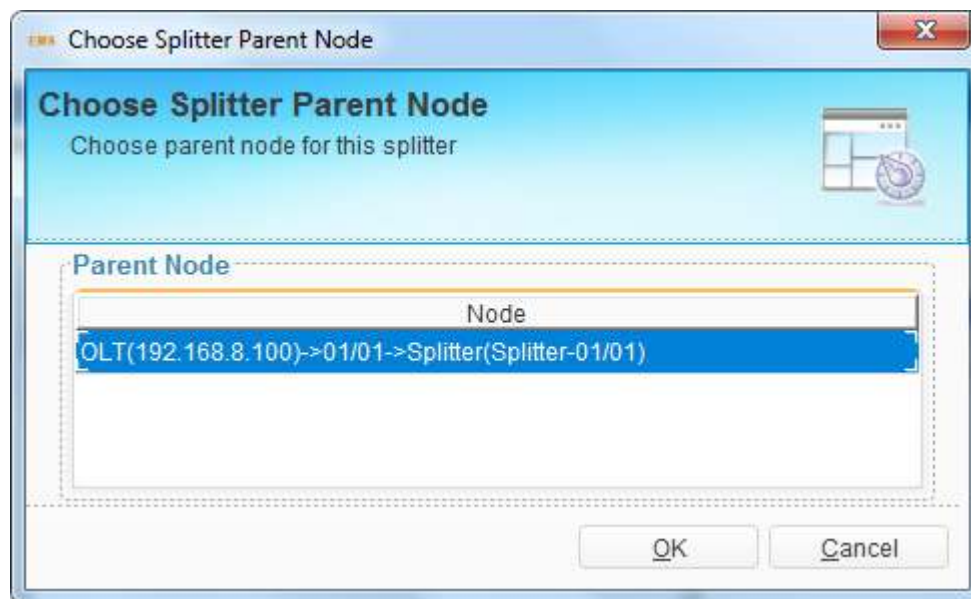 EMS Choose Splitter Parent Node
Choose Splitter Parent Node
Choose parent node for this splitter
Parent Node
Node
OLT(192.168.8.100)->01/01->Splitter(Splitter-01/01)
OK Cancel